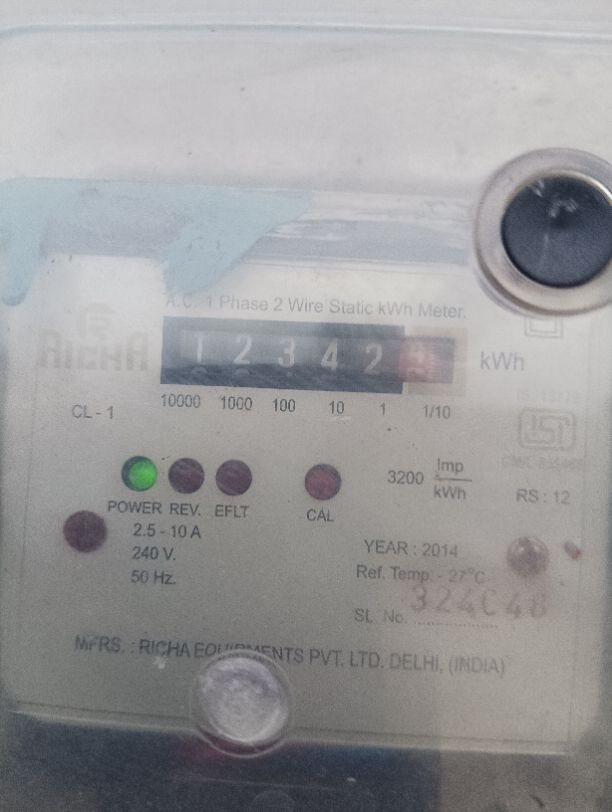 A.C. 1 Phase 2 Wire Static kWh Meter.
RICHA
1 2 3 4 2 kWh
CL - 1 10000 1000 100 10 1 1/10
ISI
3200 Imp/kWh
RS : 12
POWER REV. EFLT CAL
2.5 - 10 A
240 V.
50 Hz.
YEAR : 2014
Ref. Temp. - 27°C
SL. No.
MFRS. : RICHA EQUIPMENTS PVT. LTD. DELHI, (INDIA)